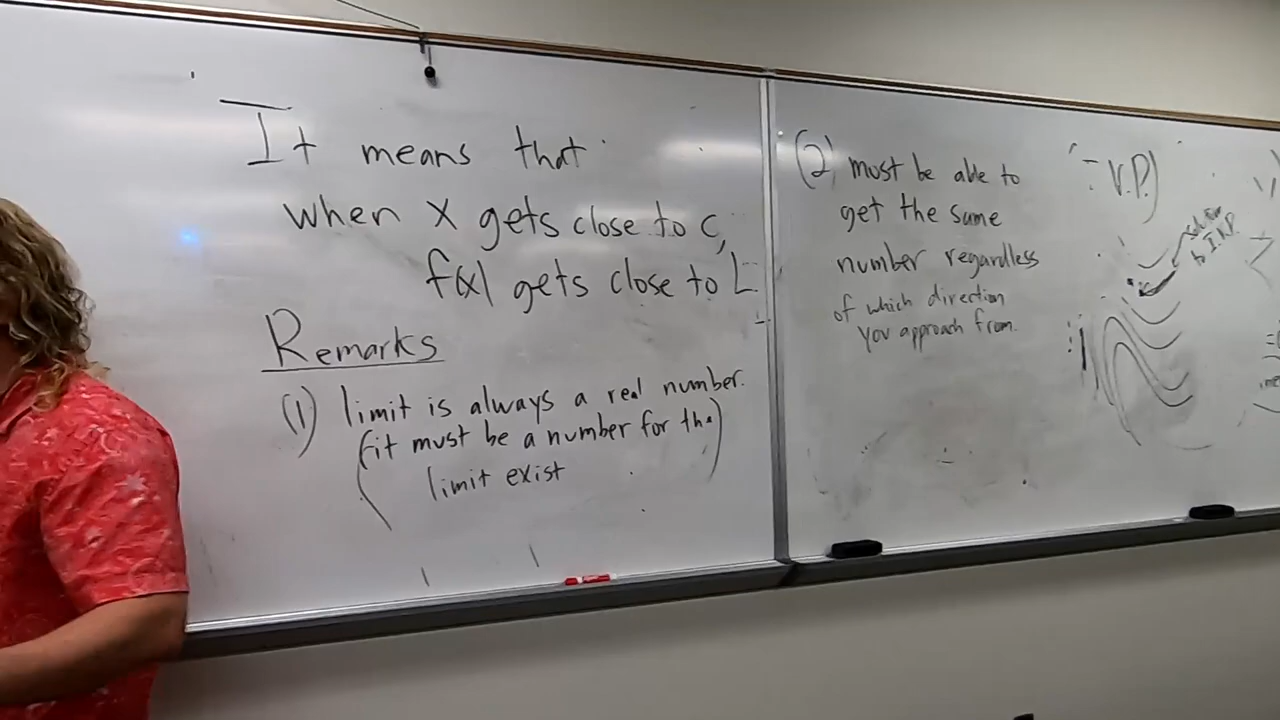 It means that
when x gets close to c,
f(x) gets close to L
Remarks
(1) limit is always a real number.
(it must be a number for the)
limit exist
(2) must be able to
get the same
number regardless
of which direction
you approach from.
V.P.)
to I.V.P.